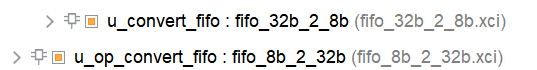 u_convert_fifo : fifo_32b_2_8b (fifo_32b_2_8b.xci)
u_op_convert_fifo : fifo_8b_2_32b (fifo_8b_2_32b.xci)